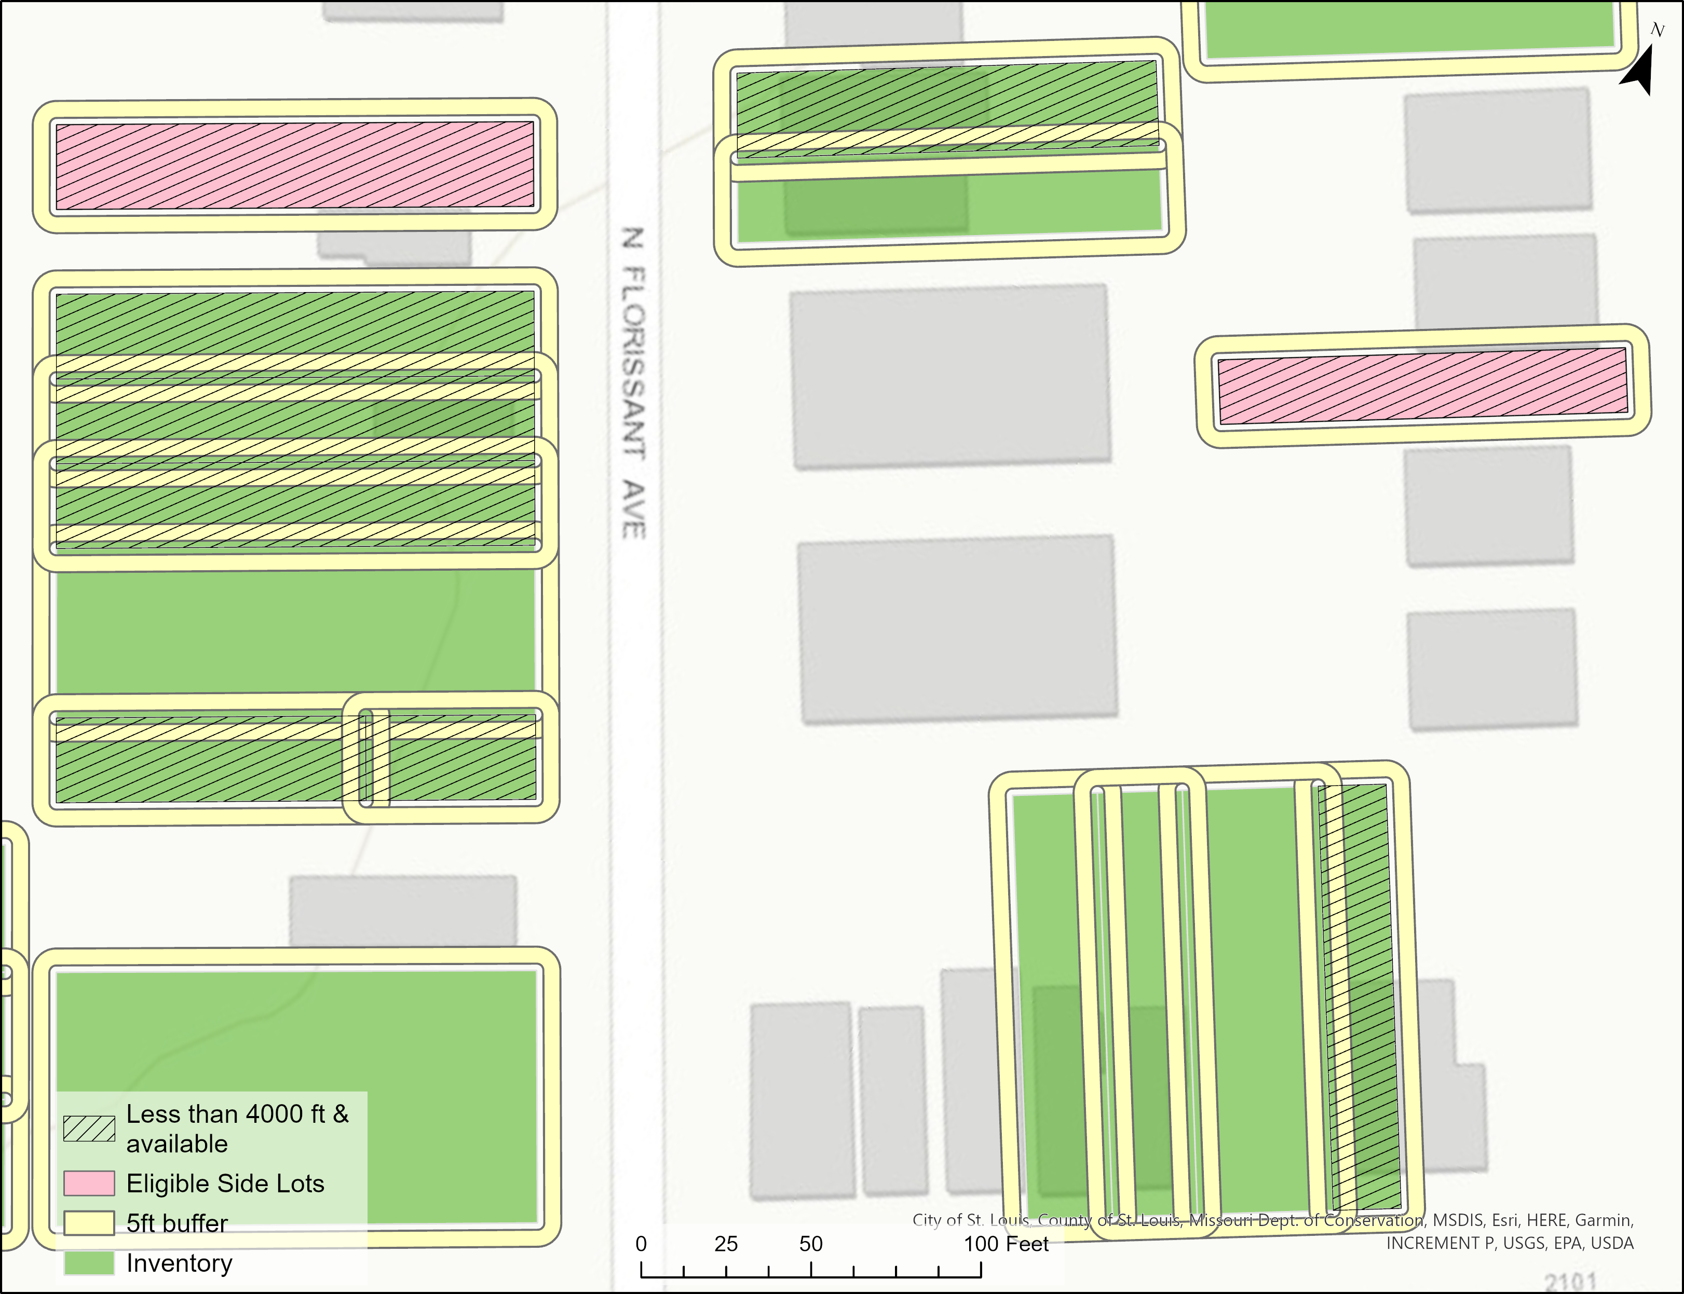 N
N FLORISSANT AVE
Less than 4000 ft &
available
Eligible Side Lots
5ft buffer
Inventory
City of St. Louis, County of St. Louis, Missouri Dept. of Conservation, MSDIS, Esri, HERE, Garmin,
INCREMENT P, USGS, EPA, USDA
0 25 50 100 Feet
2101